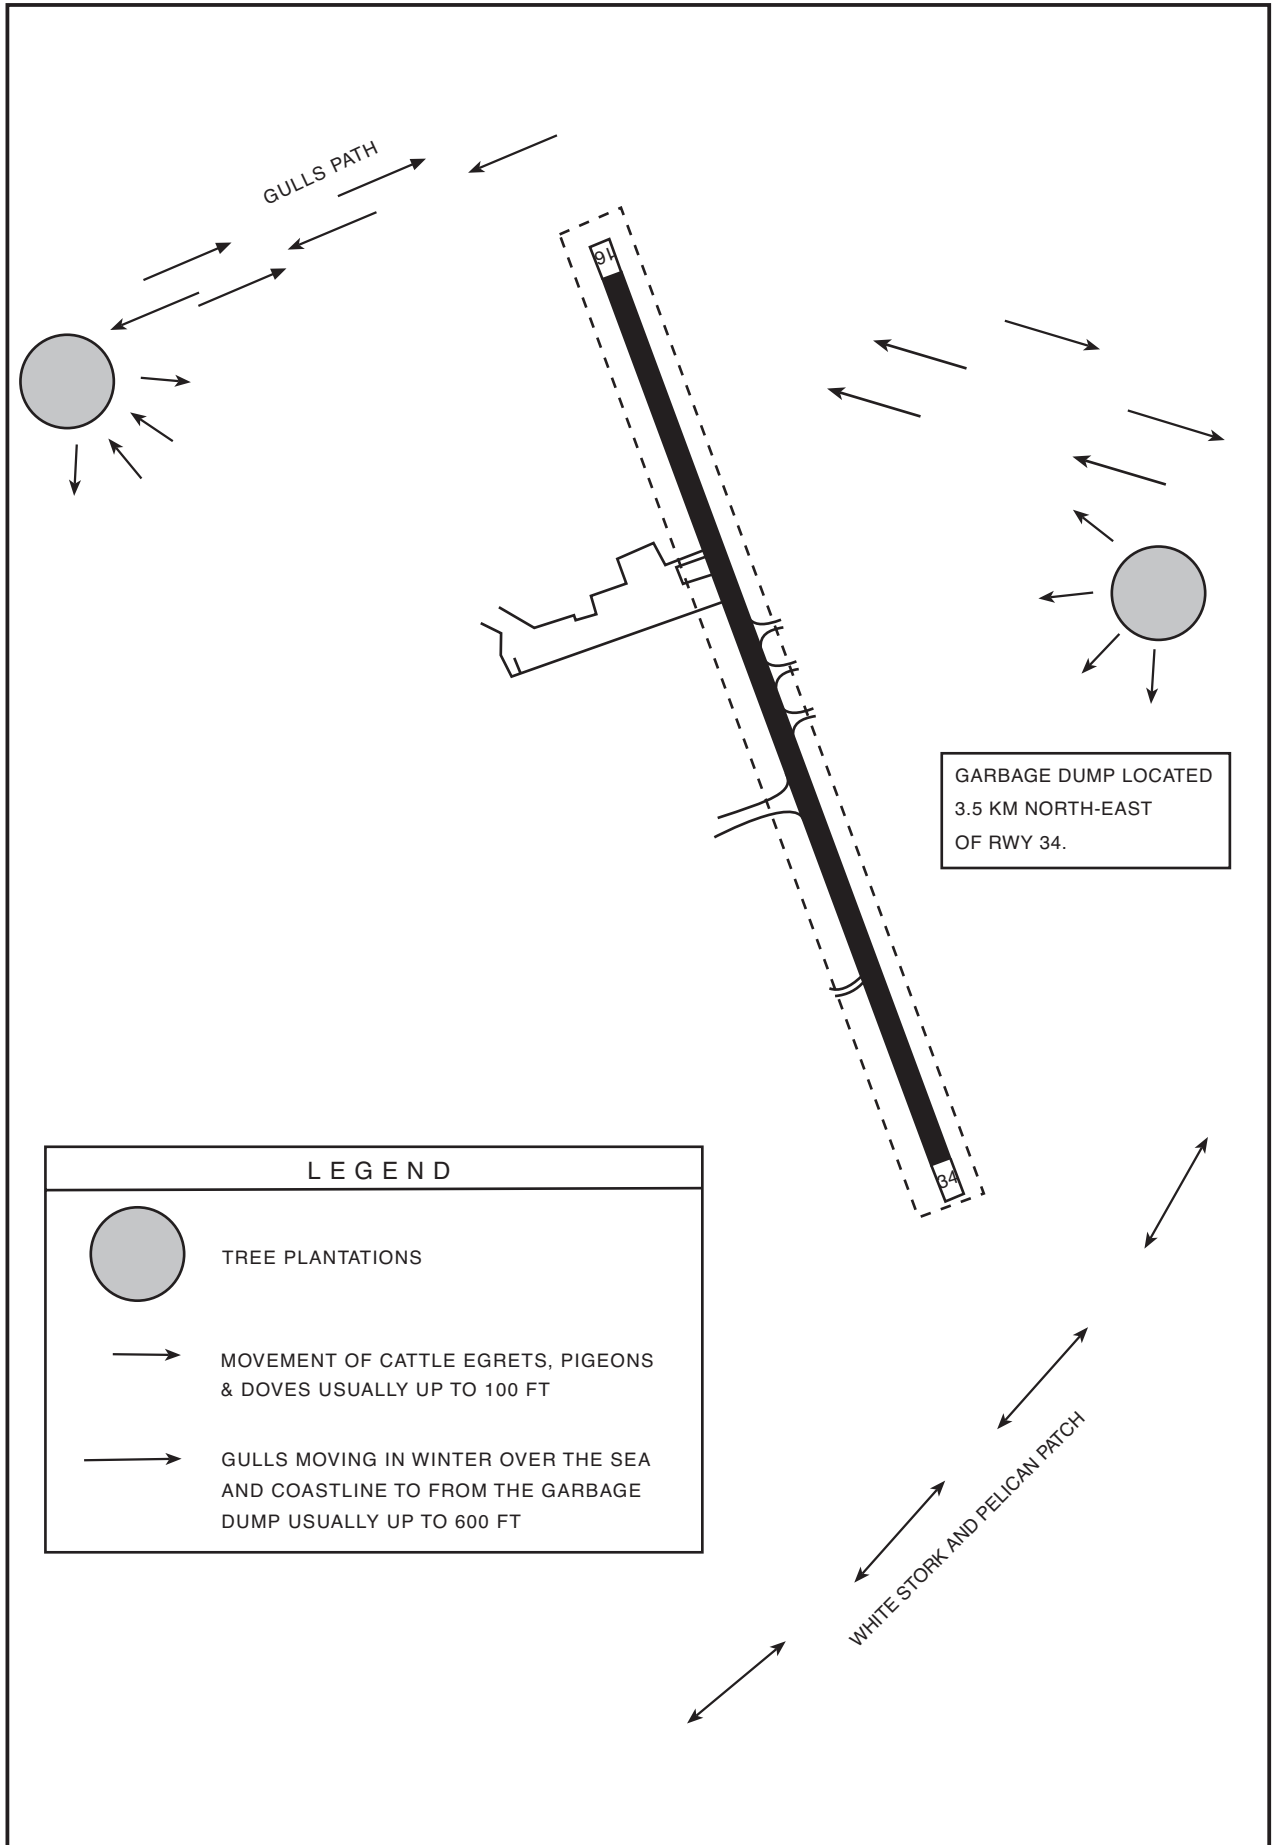 GULLS PATH
16
GARBAGE DUMP LOCATED
3.5 KM NORTH-EAST
OF RWY 34.
34
LEGEND
TREE PLANTATIONS
MOVEMENT OF CATTLE EGRETS, PIGEONS
& DOVES USUALLY UP TO 100 FT
GULLS MOVING IN WINTER OVER THE SEA
AND COASTLINE TO FROM THE GARBAGE
DUMP USUALLY UP TO 600 FT
WHITE STORK AND PELICAN PATCH